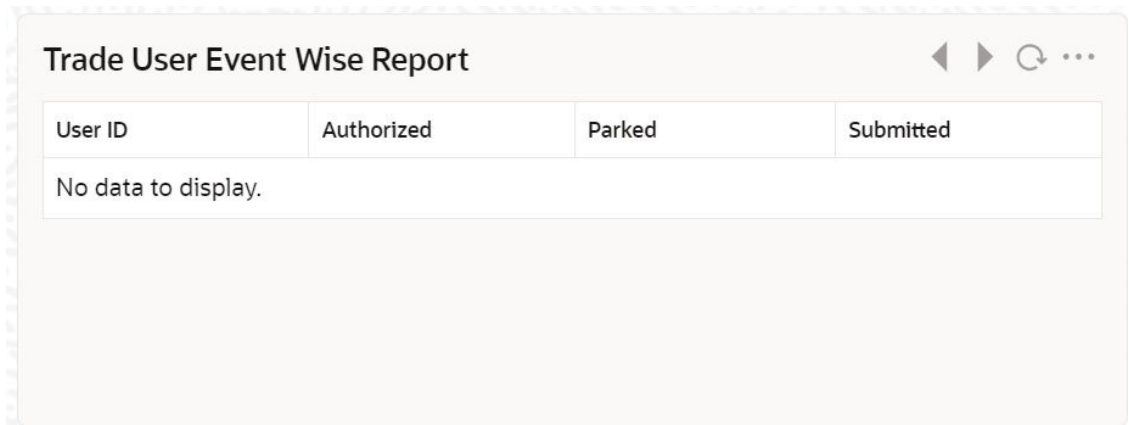 Trade User Event Wise Report
User ID Authorized Parked Submitted
No data to display.